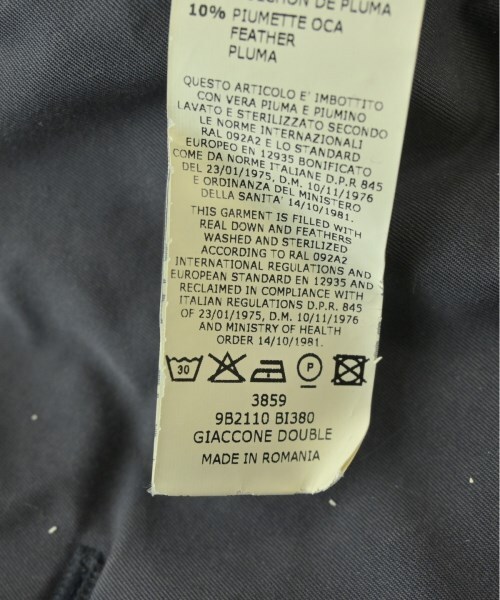 DE PLUMA
10% PIUMETTE OCA
FEATHER
PLUMA
QUESTO ARTICOLO E' IMBOTTITO
CON VERA PIUMA E PIUMINO
LAVATO E STERILIZZATO SECONDO
LE NORME INTERNAZIONALI
RAL 092A2 E LO STANDARD
EUROPEO EN 12935 BONIFICATO
COME DA NORME ITALIANE D.P.R 845
DEL 23/01/1975, D.M. 10/11/1976
E ORDINANZA DEL MINISTERO
DELLA SANITA' 14/10/1981.
THIS GARMENT IS FILLED WITH
REAL DOWN AND FEATHERS
WASHED AND STERILIZED
ACCORDING TO RAL 092A2
INTERNATIONAL REGULATIONS AND
EUROPEAN STANDARD EN 12935 AND
RECLAIMED IN COMPLIANCE WITH
ITALIAN REGULATIONS D.P.R. 845
OF 23/01/1975, D.M. 10/11/1976
AND MINISTRY OF HEALTH
ORDER 14/10/1981.
30 P
3859
9B2110 BI380
GIACCONE DOUBLE
MADE IN ROMANIA